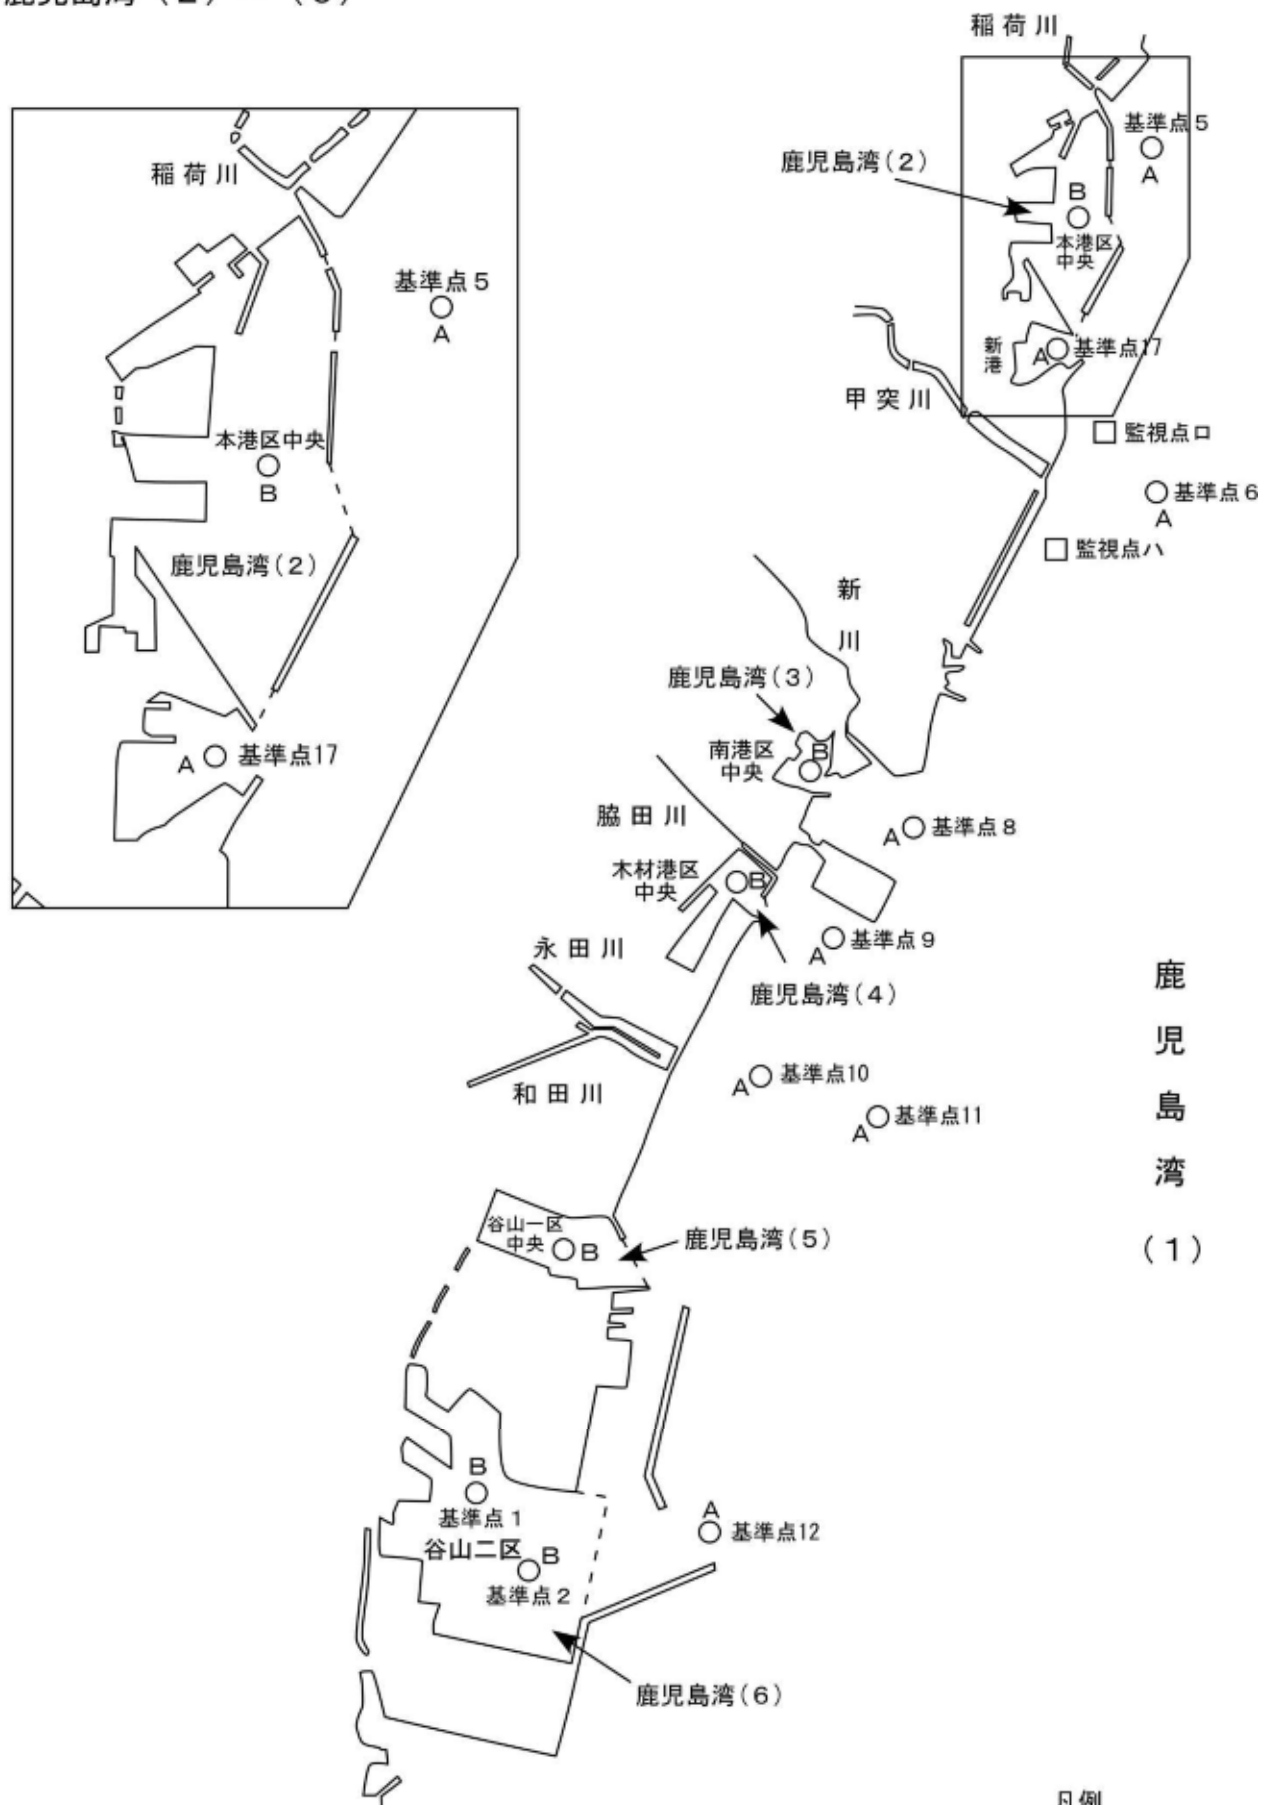 稲荷川
稲荷川
基準点5
A
鹿児島湾(2)
B
本港区
中央
新港
A
基準点17
基準点5
A
本港区中央
B
鹿児島湾(2)
A
基準点17
甲突川
監視点ロ
基準点6
A
監視点ハ
新川
鹿児島湾(3)
南港区
中央
B
脇田川
A
基準点8
木材港区
中央
B
A
基準点9
永田川
鹿児島湾(4)
和田川
A
基準点10
A
基準点11
鹿児島湾(1)
谷山一区
中央
B
鹿児島湾(5)
B
基準点1
谷山二区
B
基準点2
A
基準点12
鹿児島湾(6)
凡例